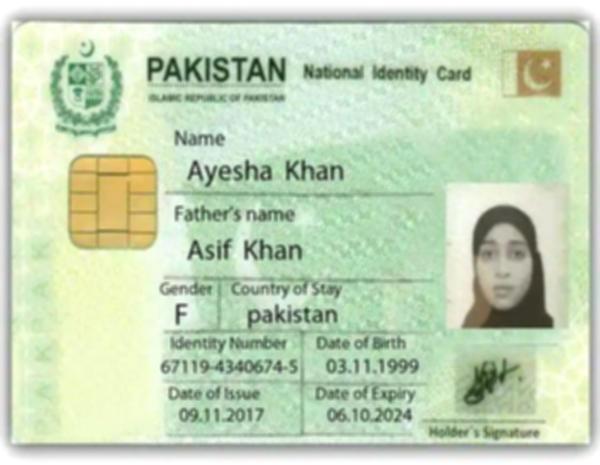 PAKISTAN National Identity Card
ISLAMIC REPUBLIC OF PAKISTAN
Name
Ayesha Khan
Father's name
Asif Khan
Gender Country of Stay
F pakistan
Identity Number Date of Birth
67119-4340674-5 03.11.1999
Date of Issue Date of Expiry
09.11.2017 06.10.2024
Holder's Signature